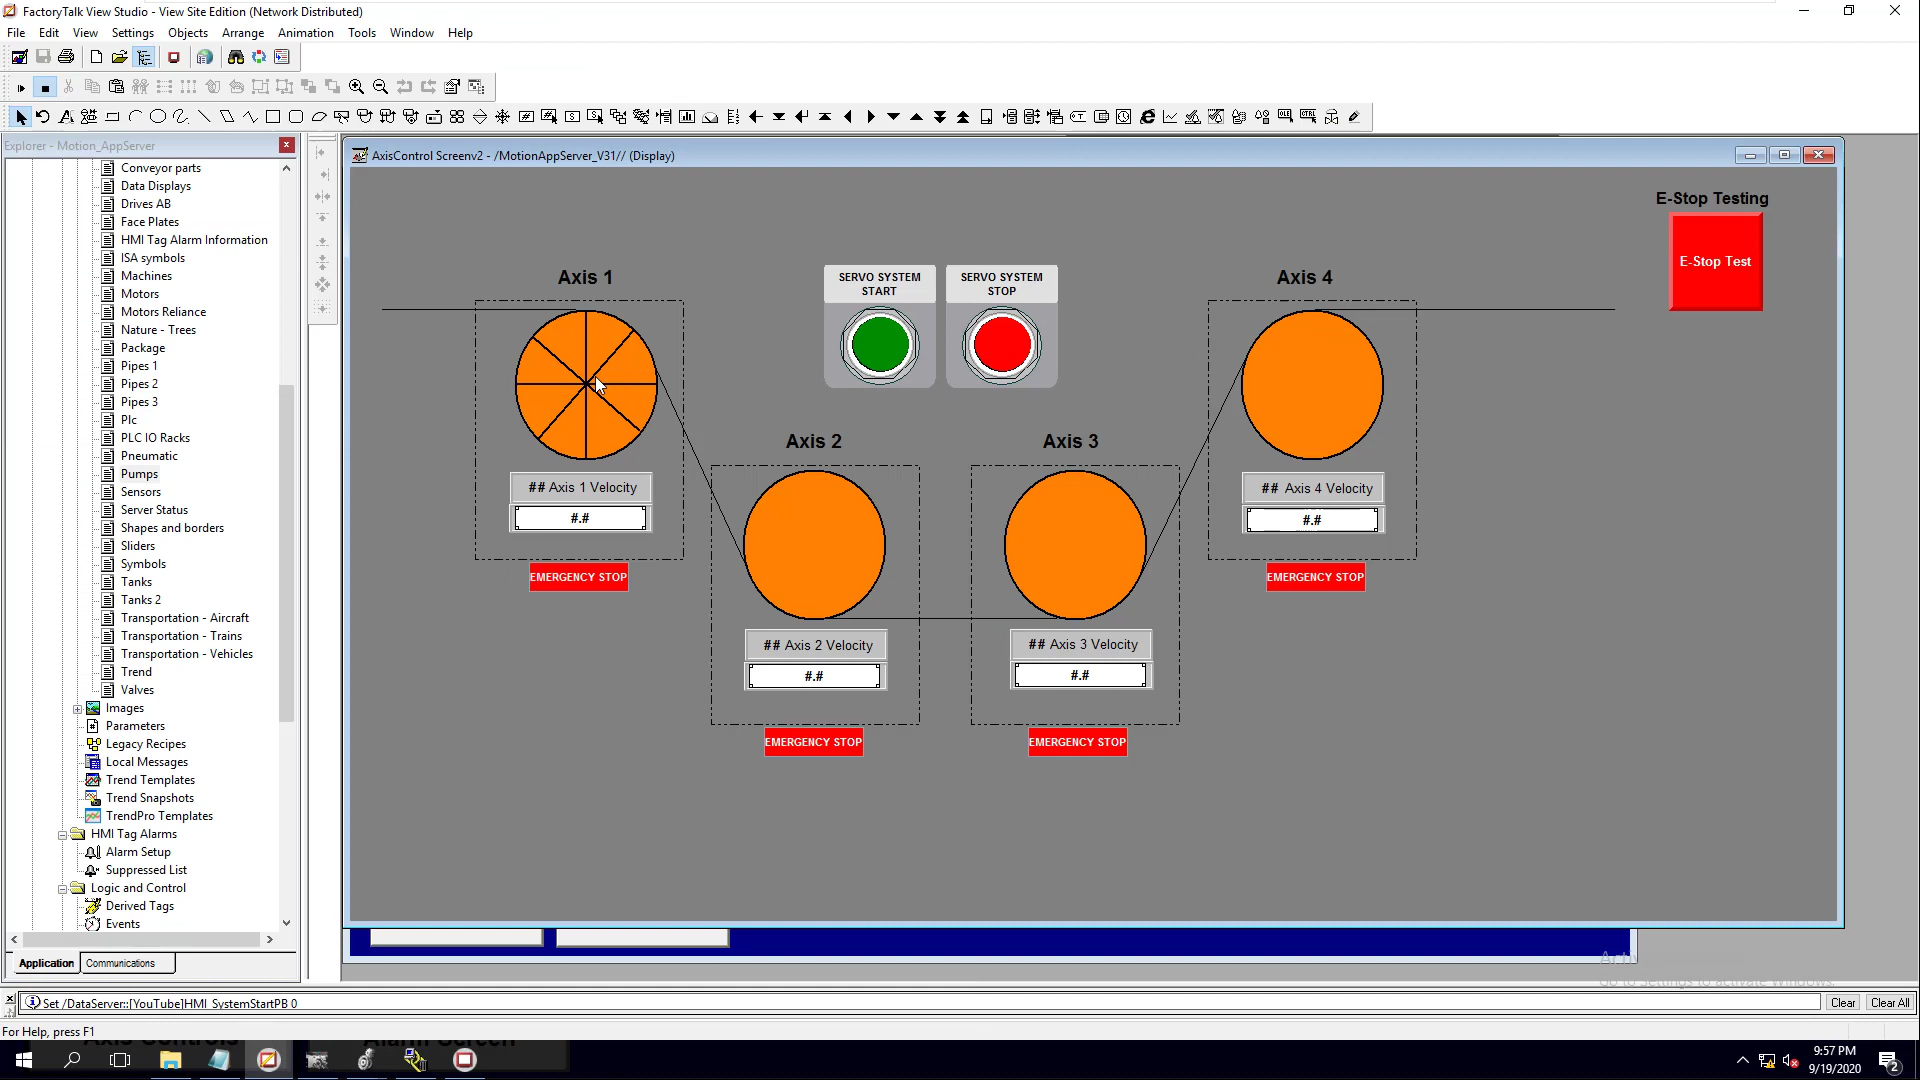 FactoryTalk View Studio - View Site Edition (Network Distributed)
File Edit View Settings Objects Arrange Animation Tools Window Help
Explorer - Motion_AppServer
Conveyor parts
Data Displays
Drives AB
Face Plates
HMI Tag Alarm Information
ISA symbols
Machines
Motors
Motors Reliance
Nature - Trees
Package
Pipes 1
Pipes 2
Pipes 3
Plc
PLC IO Racks
Pneumatic
Pumps
Sensors
Server Status
Shapes and borders
Sliders
Symbols
Tanks
Tanks 2
Transportation - Aircraft
Transportation - Trains
Transportation - Vehicles
Trend
Valves
Images
Parameters
Legacy Recipes
Local Messages
Trend Templates
Trend Snapshots
TrendPro Templates
HMI Tag Alarms
Alarm Setup
Suppressed List
Logic and Control
Derived Tags
Events
Application Communications
AxisControl Screenv2 - /MotionAppServer_V31// (Display)
E-Stop Testing
E-Stop Test
Axis 1
SERVO SYSTEM
START
SERVO SYSTEM
STOP
Axis 4
Axis 2
Axis 3
## Axis 1 Velocity
#.#
EMERGENCY STOP
## Axis 4 Velocity
#.#
EMERGENCY STOP
## Axis 2 Velocity
#.#
EMERGENCY STOP
## Axis 3 Velocity
#.#
EMERGENCY STOP
Go to Settings to activate Windows.
Set /DataServer::[YouTube]HMI_SystemStartPB 0
Clear Clear All
For Help, press F1
9:57 PM
9/19/2020
2